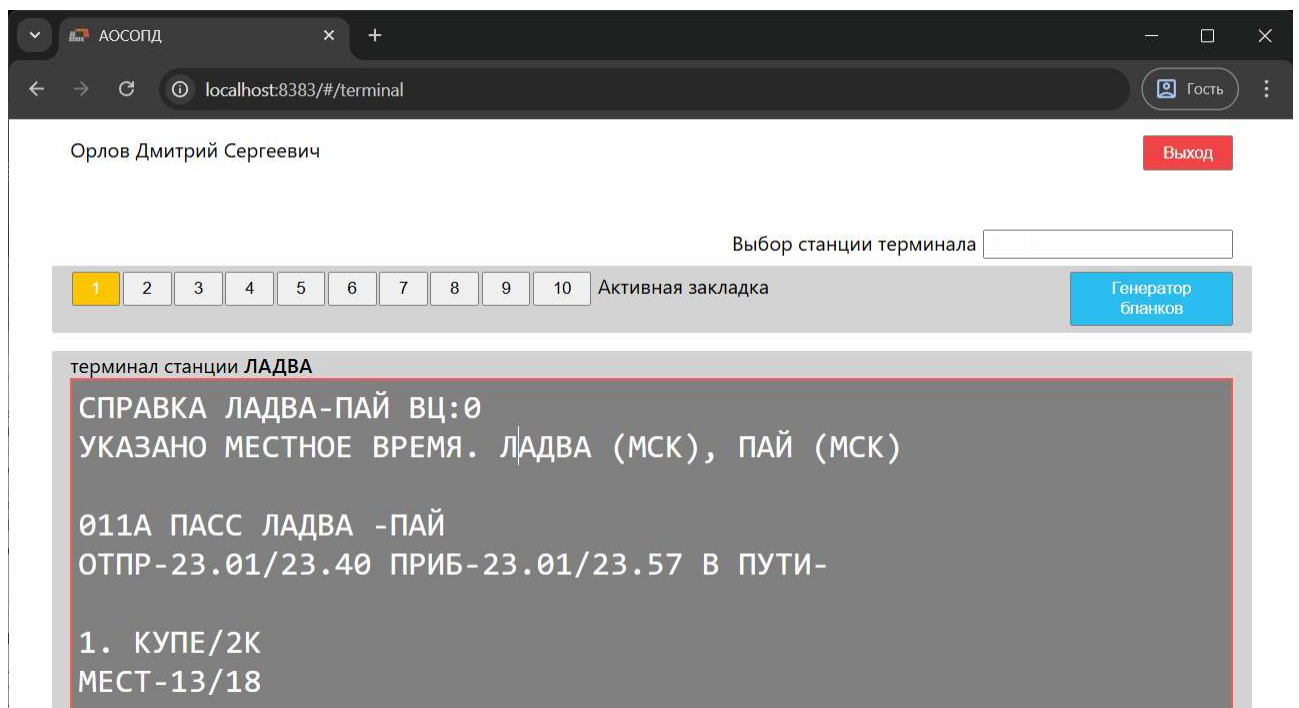 АОСОПД
localhost:8383/#/terminal
Гость
Орлов Дмитрий Сергеевич
Выход
Выбор станции терминала
1 2 3 4 5 6 7 8 9 10 Активная закладка
Генератор
бланков
терминал станции ЛАДВА
СПРАВКА ЛАДВА-ПАЙ ВЦ:0
УКАЗАНО МЕСТНОЕ ВРЕМЯ. ЛАДВА (МСК), ПАЙ (МСК)
011А ПАСС ЛАДВА -ПАЙ
ОТПР-23.01/23.40 ПРИБ-23.01/23.57 В ПУТИ-
1. КУПЕ/2К
МЕСТ-13/18